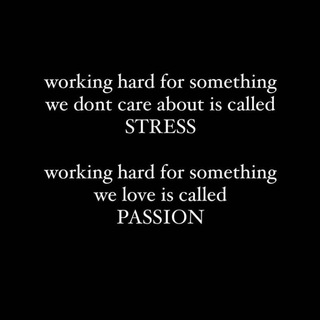 working hard for something
we dont care about is called
STRESS
working hard for something
we love is called
PASSION